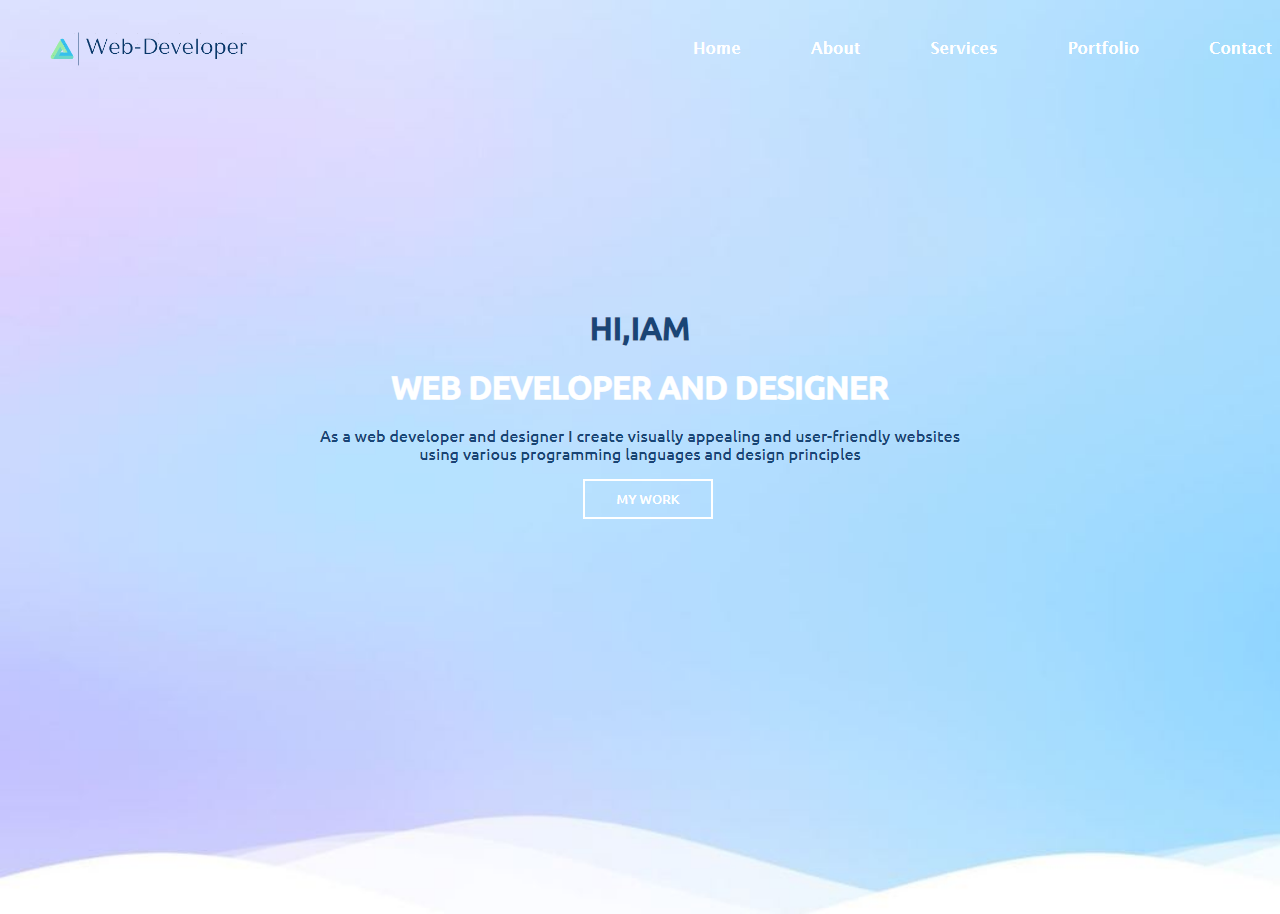 Web-Developer
Home About Services Portfolio Contact
HI,IAM
WEB DEVELOPER AND DESIGNER
As a web developer and designer I create visually appealing and user-friendly websites
using various programming languages and design principles
MY WORK